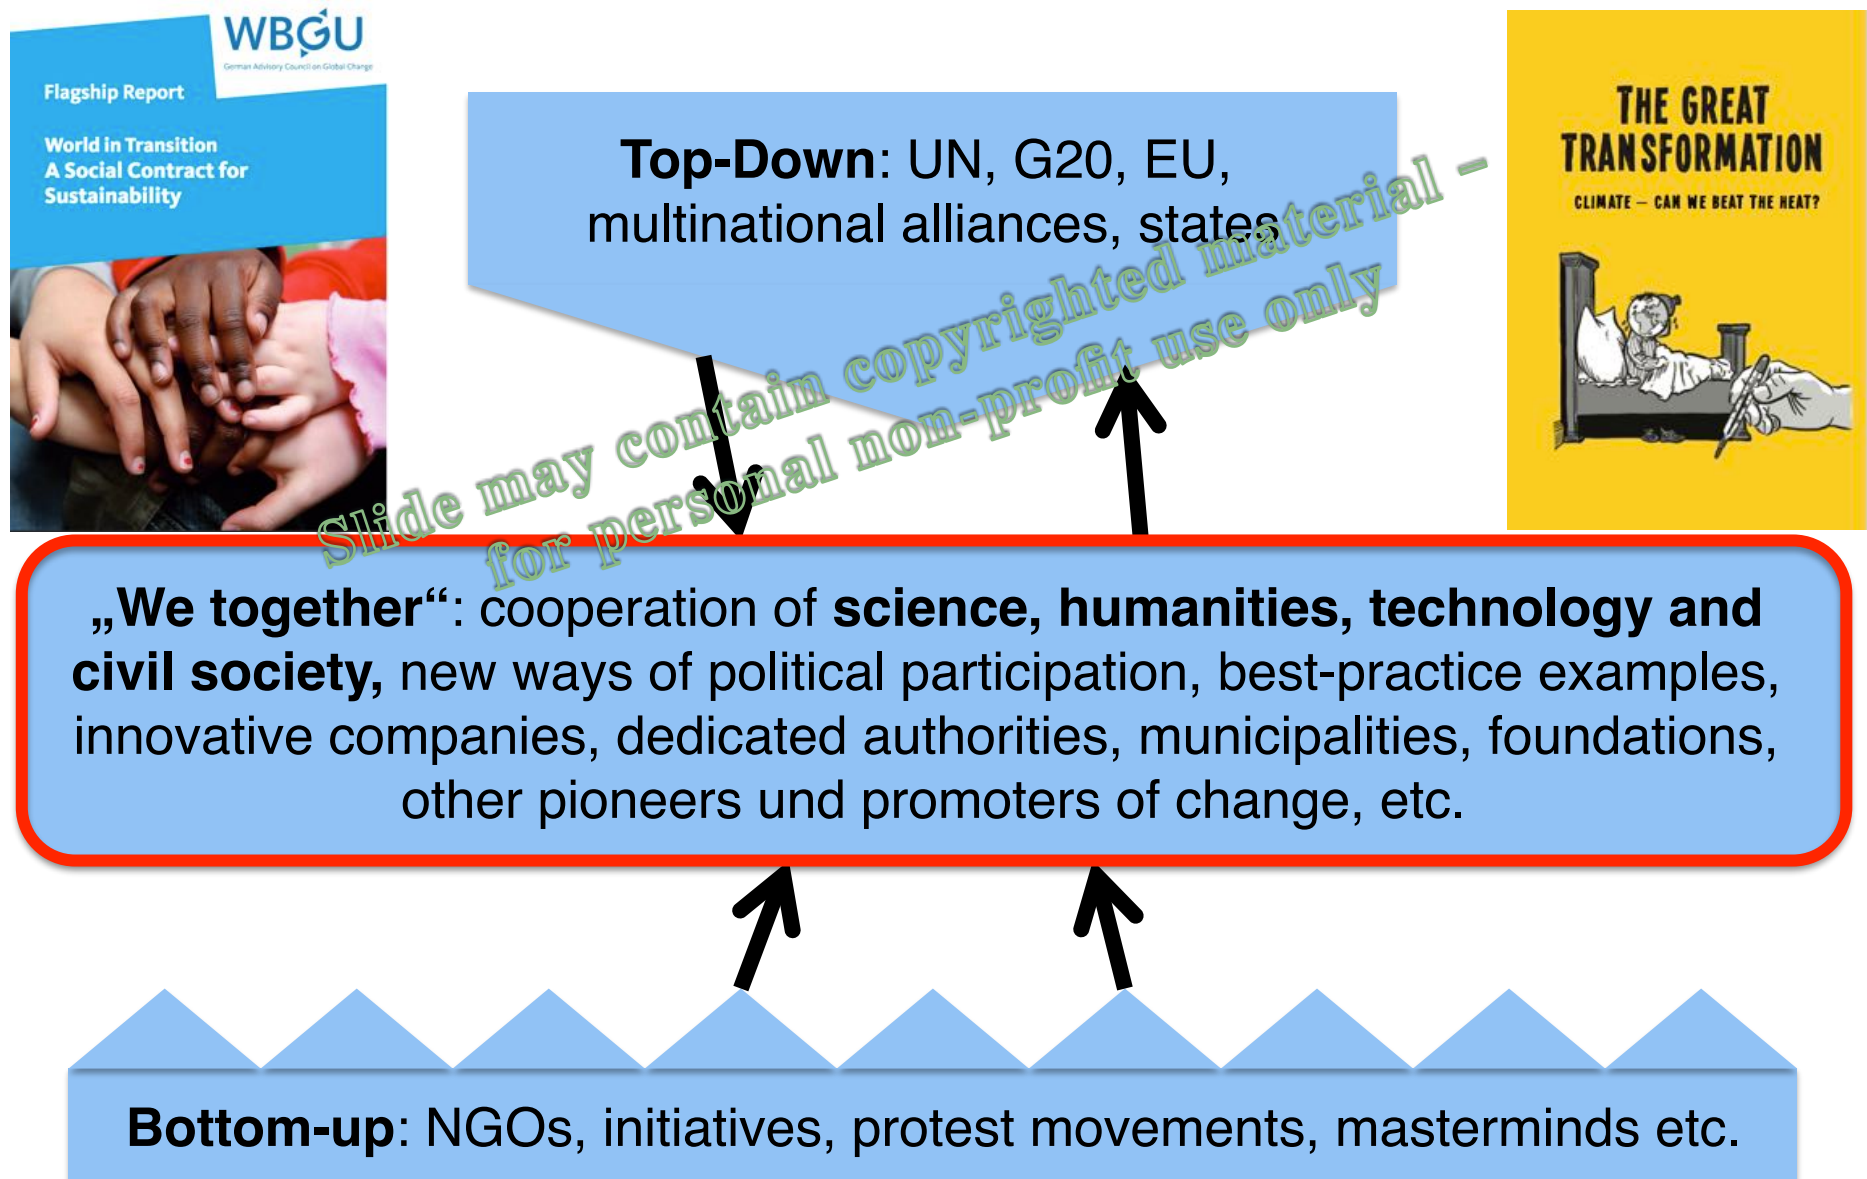 WBGU
German Advisory Council on Global Change
Flagship Report
World in Transition
A Social Contract for
Sustainability
THE GREAT
TRANSFORMATION
CLIMATE – CAN WE BEAT THE HEAT?
Top-Down: UN, G20, EU,
multinational alliances, states
Slide may contain copyrighted material –
for personal non-profit use only
„We together“: cooperation of science, humanities, technology and
civil society, new ways of political participation, best-practice examples,
innovative companies, dedicated authorities, municipalities, foundations,
other pioneers und promoters of change, etc.
Bottom-up: NGOs, initiatives, protest movements, masterminds etc.